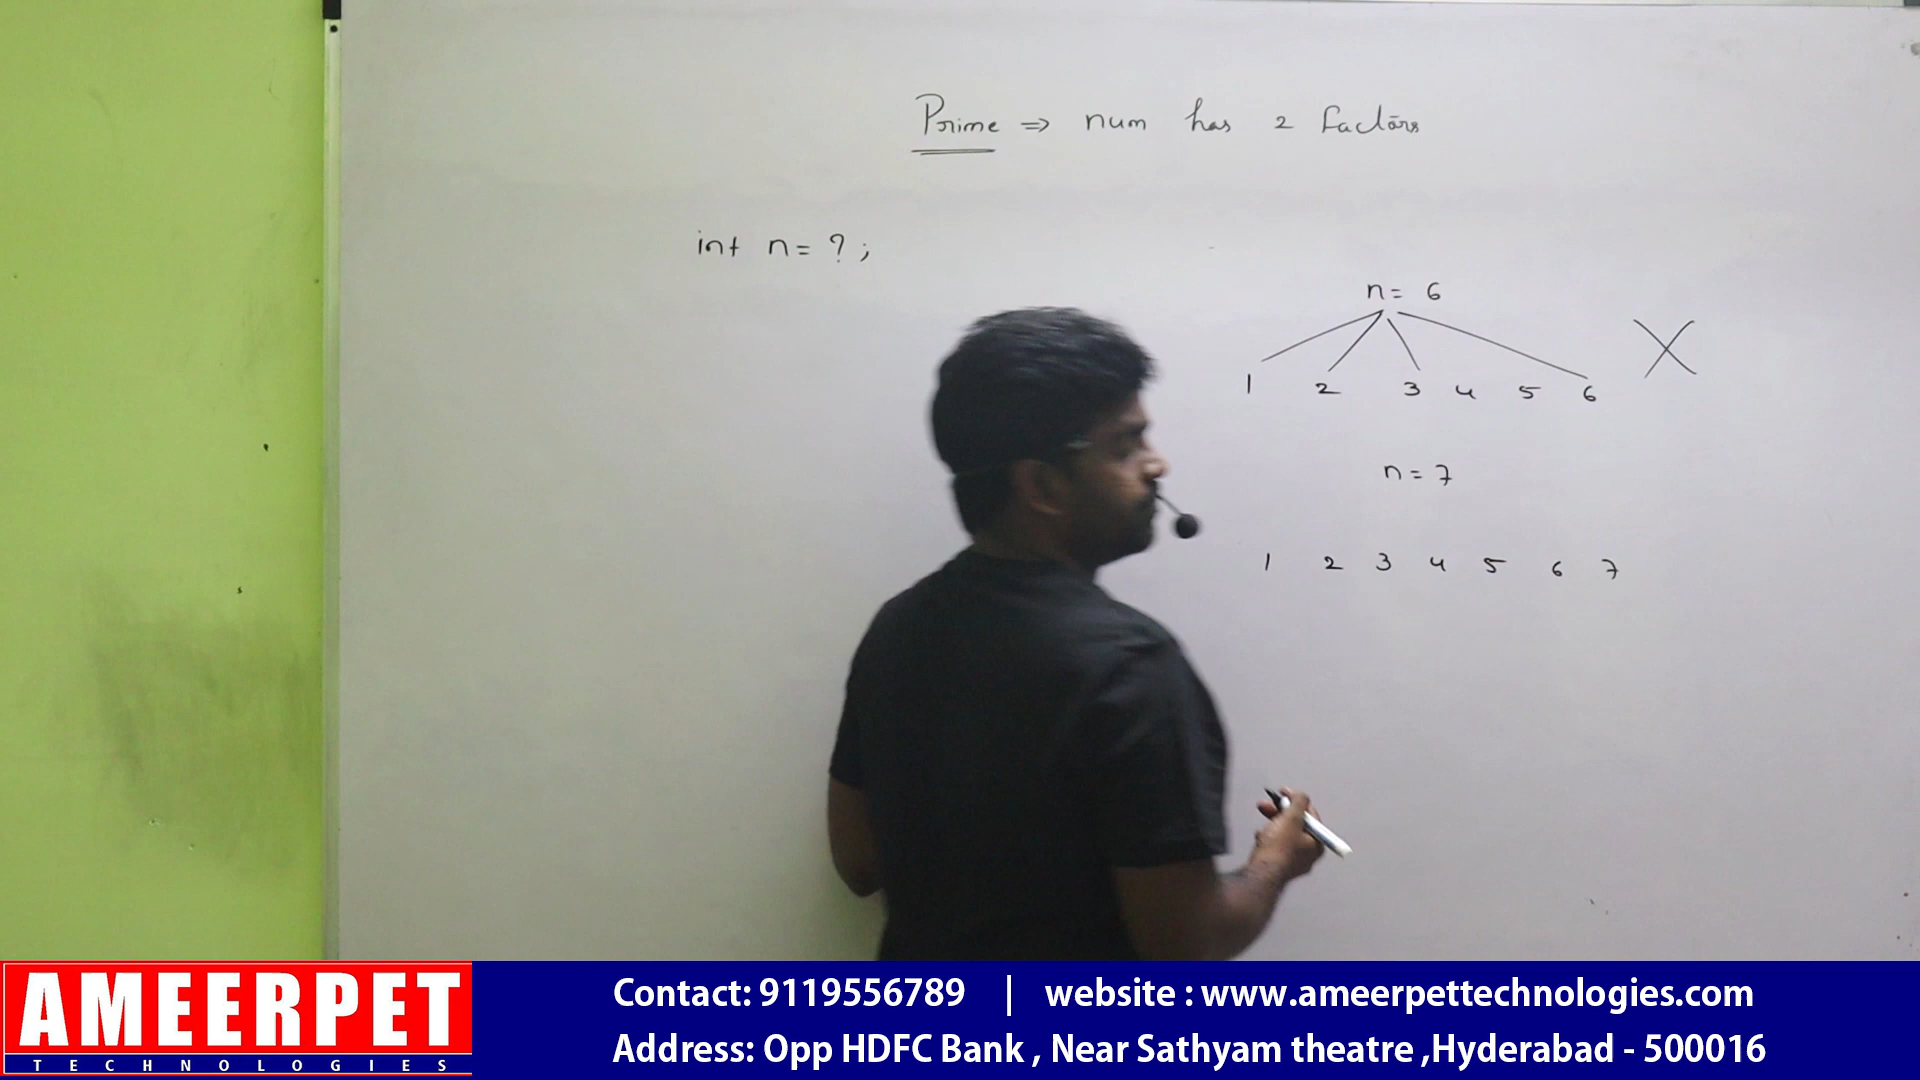 Prime ⇒ num has 2 factors
int n = ? ;
n = 6
1 2 3 4 5 6
n = 7
1 2 3 4 5 6 7
AMEERPET
TECHNOLOGIES
Contact: 9119556789 | website : www.ameerpettechnologies.com
Address: Opp HDFC Bank , Near Sathyam theatre ,Hyderabad - 500016